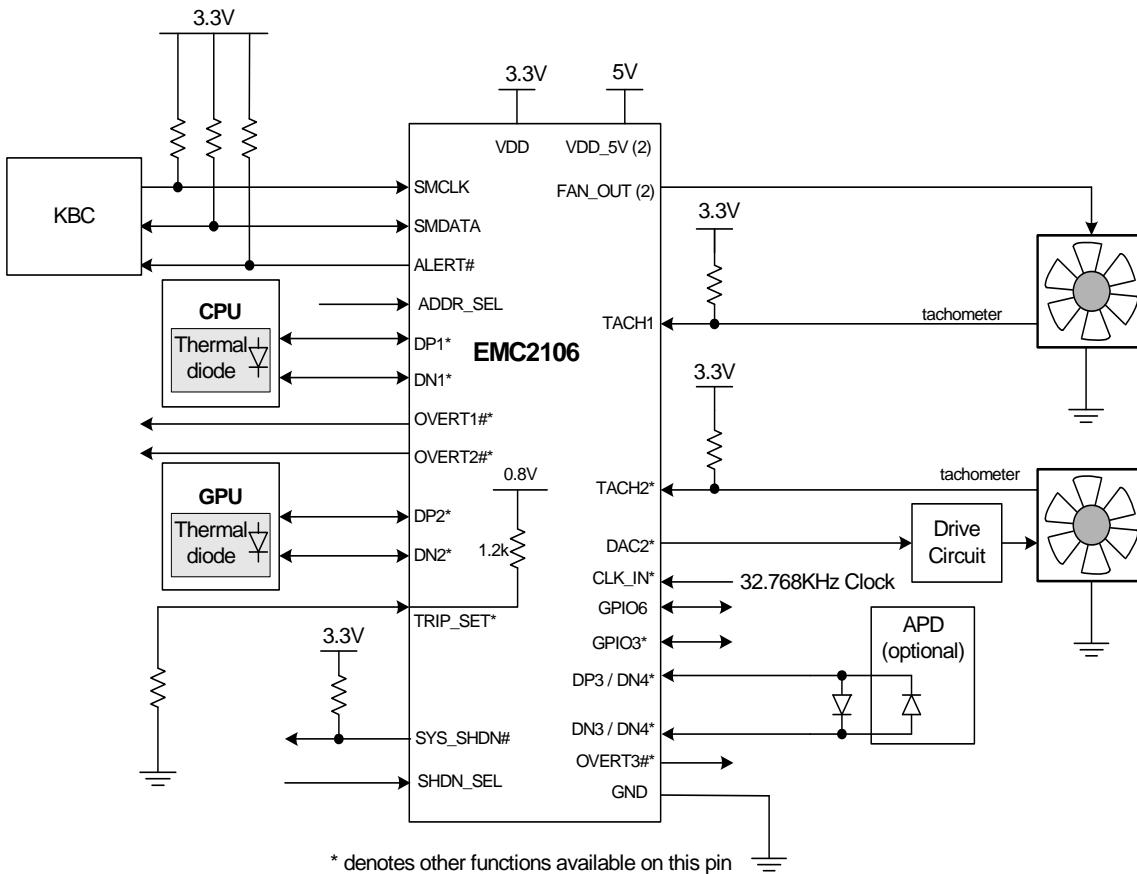 3.3V
3.3V
5V
VDD
VDD_5V (2)
KBC
SMCLK
FAN_OUT (2)
SMDATA
3.3V
ALERT#
CPU
ADDR_SEL
Thermal
diode
DP1*
EMC2106
TACH1
tachometer
DN1*
OVERT1#*
3.3V
OVERT2#*
GPU
0.8V
TACH2*
tachometer
Thermal
diode
DP2*
1.2k
DN2*
DAC2*
Drive
Circuit
CLK_IN*
32.768KHz Clock
TRIP_SET*
GPIO6
3.3V
GPIO3*
APD
(optional)
DP3 / DN4*
SYS_SHDN#
DN3 / DN4*
OVERT3#*
SHDN_SEL
GND
* denotes other functions available on this pin